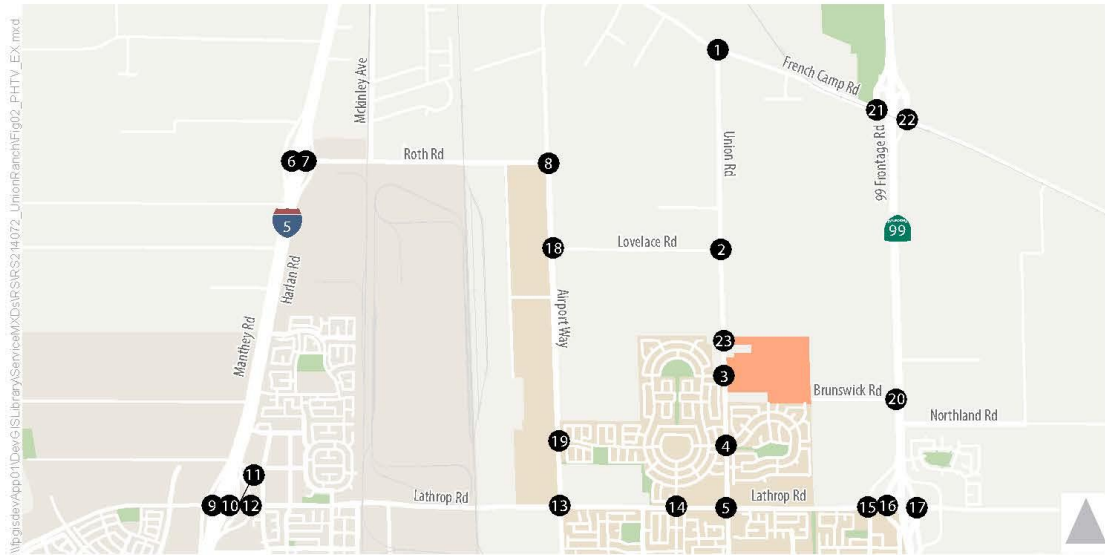 \\fpgisdevApp01\DevGISLibrary\ServiceMXDs\RS\RS214072_UnionRanch\Fig02_PHTV_EX.mxd
Mckinley Ave
1
French Camp Rd
21
22
Union Rd
99 Frontage Rd
6
7
Roth Rd
8
5
99
18
Lovelace Rd
2
Harlan Rd
Airport Way
Manthey Rd
23
3
Brunswick Rd
20
Northland Rd
19
4
11
9
10
12
Lathrop Rd
13
14
5
Lathrop Rd
15
16
17